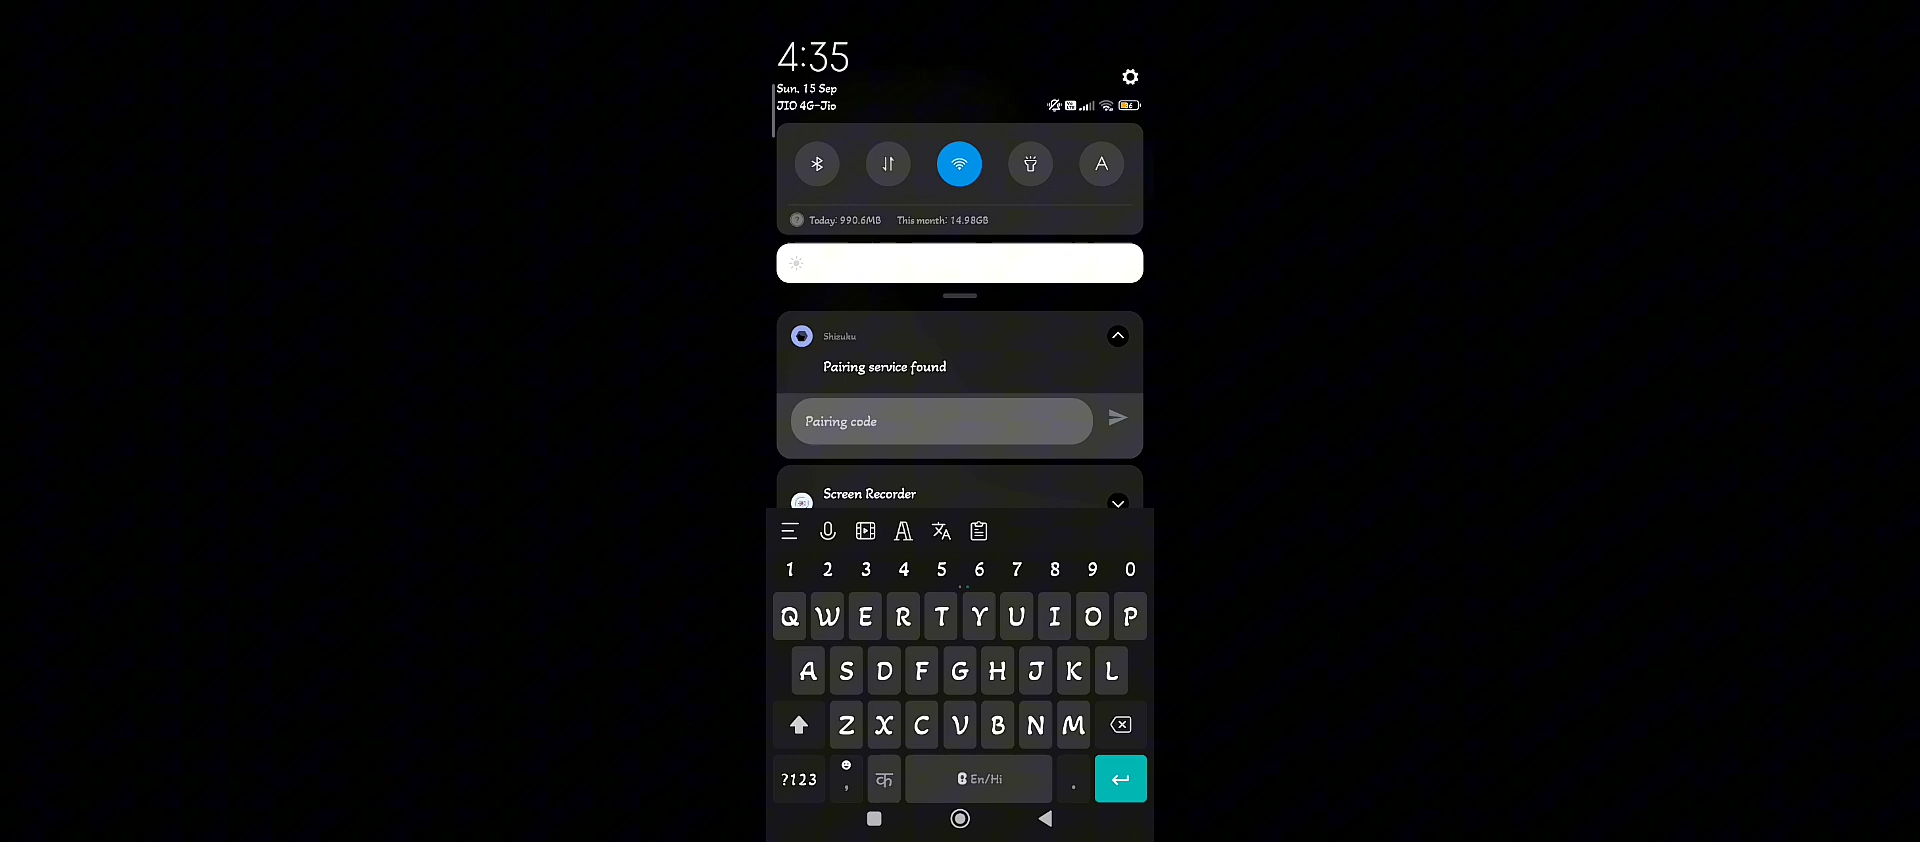 4:35
Sun, 15 Sep
JIO 4G-Jio
A
Today: 990.6MB This month: 14.98GB
Shizuku
Pairing service found
Pairing code
Screen Recorder
1 2 3 4 5 6 7 8 9 0
Q W E R T Y U I O P
A S D F G H J K L
Z X C V B N M
?123 , क En/Hi .